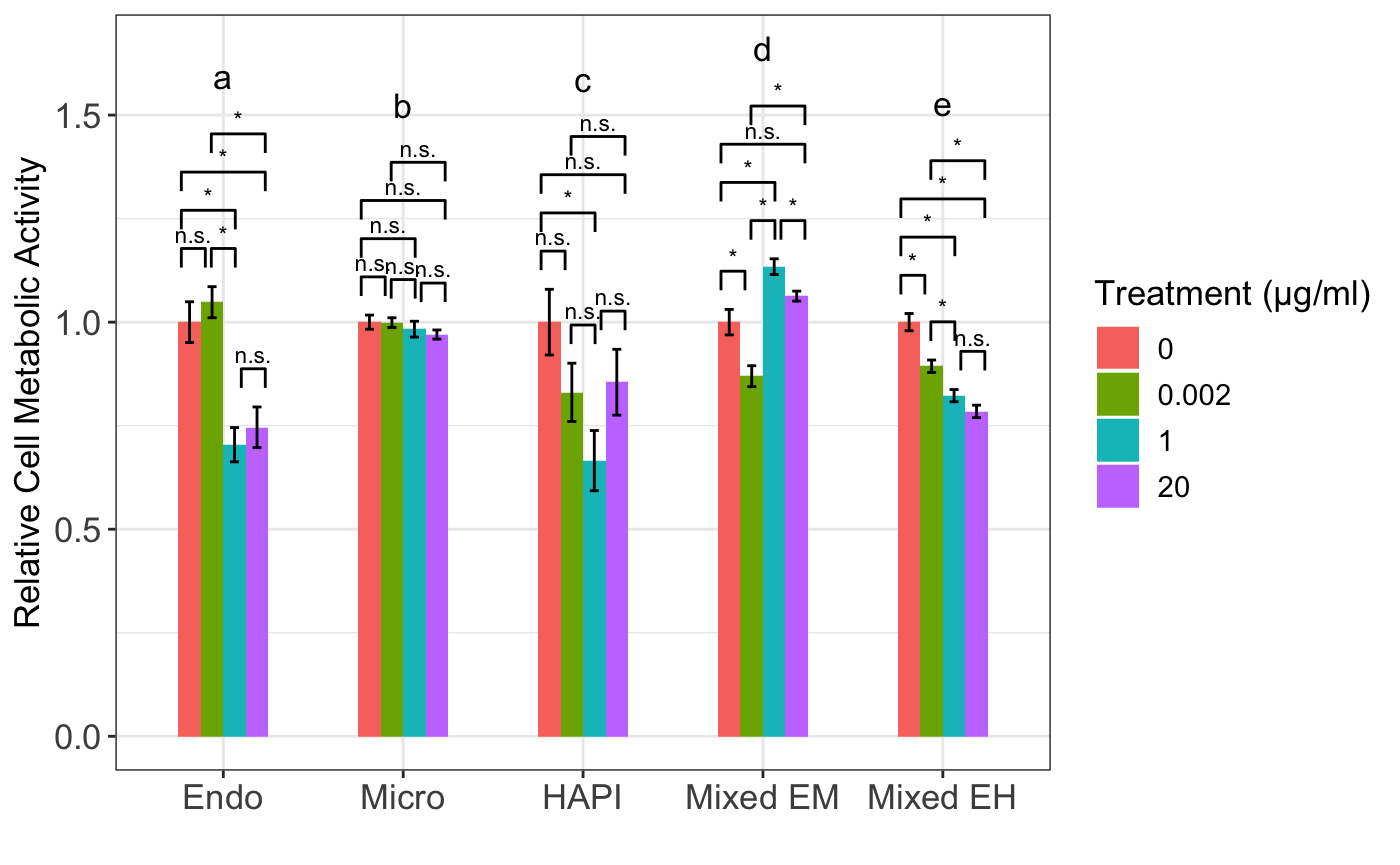 d
a
c
*
b
e
1.5
*
n.s.
n.s.
n.s.
*
*
n.s.
n.s.
*
*
*
n.s.
*
*
*
*
n.s.
*
n.s.
n.s.
*
*
n.s.
n.s.
n.s.
Treatment (µg/ml)
n.s.
*
1.0
n.s.
n.s.
0
n.s.
0.002
1
20
0.5
0.0
Relative Cell Metabolic Activity
Endo
Micro
HAPI
Mixed EM
Mixed EH